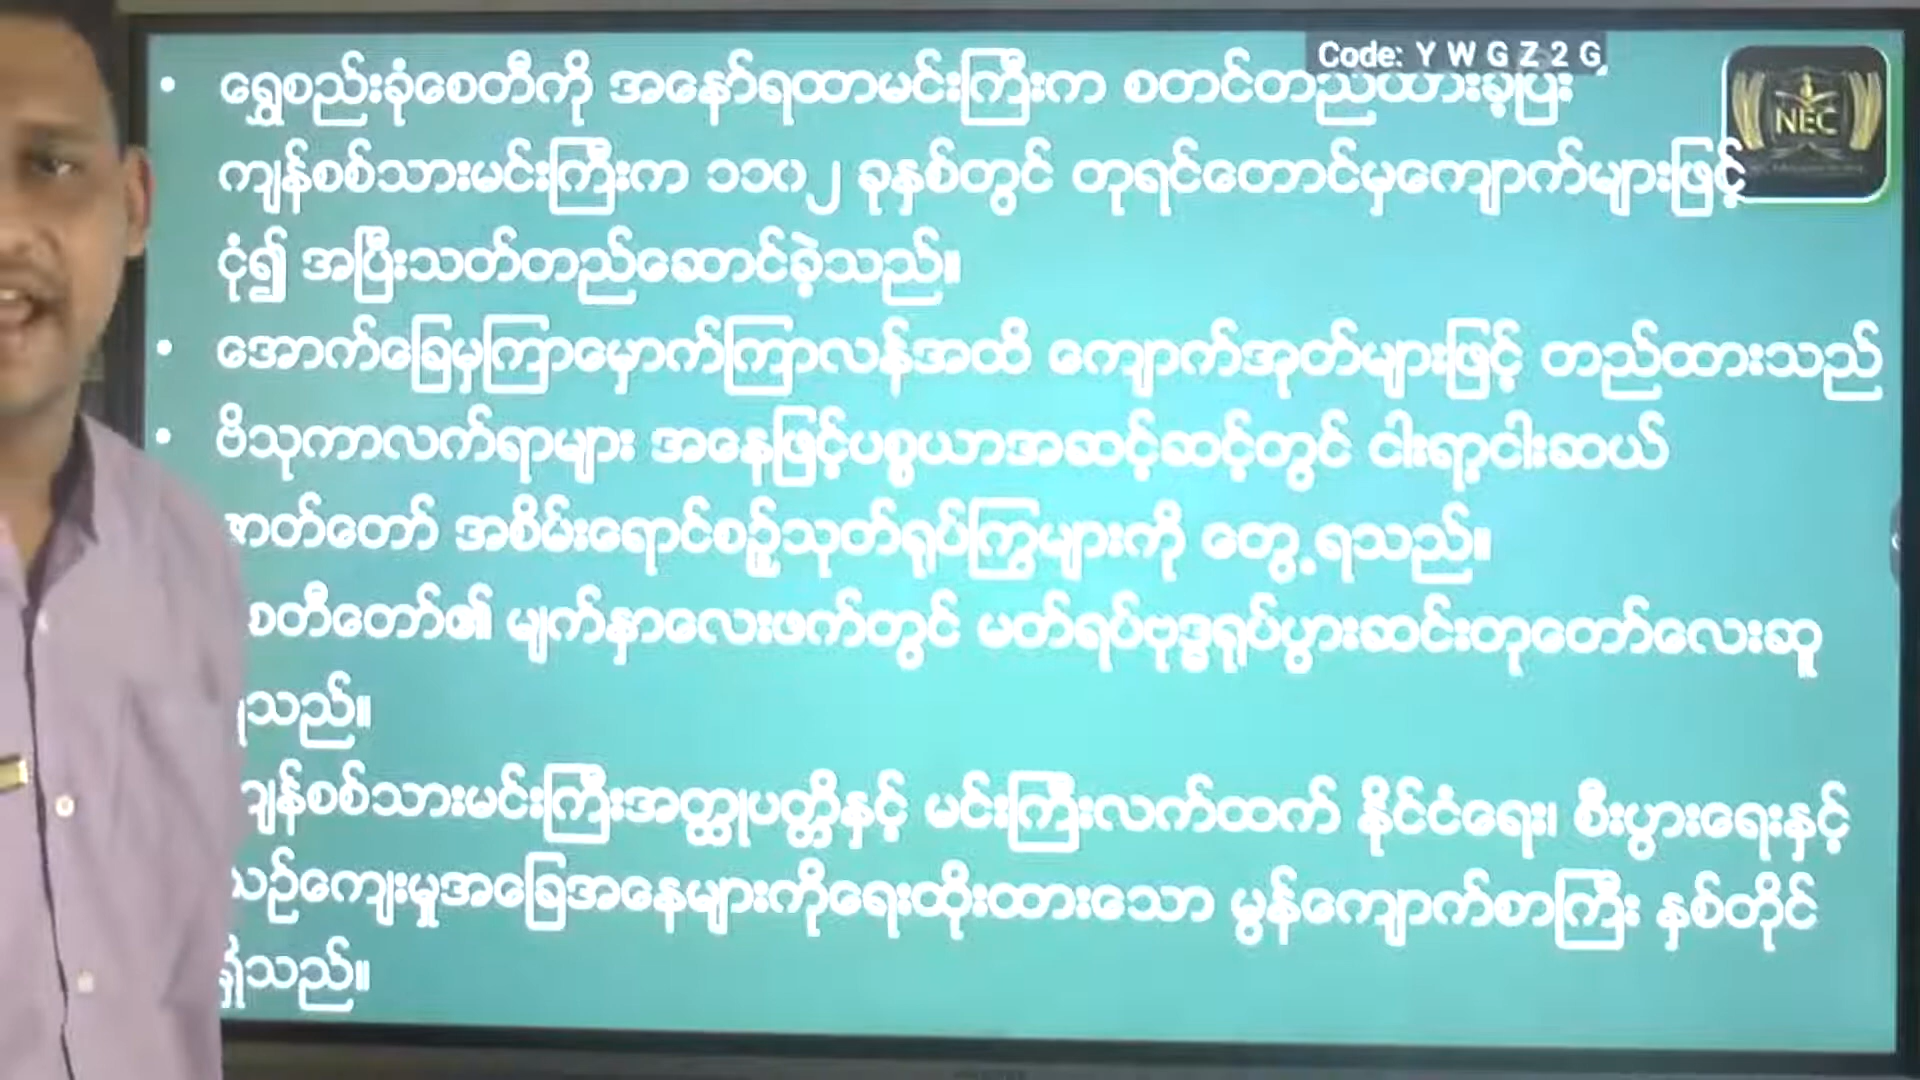 Code: Y W G Z 2 G
• ရွှေစည်းခုံစေတီကို အနော်ရထာမင်းကြီးက စတင်တည်ထားခဲ့ပြီး
NEC
ကျန်စစ်သားမင်းကြီးက ၁၁၀၂ ခုနှစ်တွင် တုရင်တောင်မှကျောက်များဖြင့်
ငုံ၍ အပြီးသတ်တည်ဆောင်ခဲ့သည်။
• အောက်ခြေမှကြာမှောက်ကြာလန်အထိ ကျောက်အုတ်များဖြင့် တည်ထားသည်
• ဗိသုကာလက်ရာများ အနေဖြင့်ပစ္စယာအဆင့်ဆင့်တွင် ငါးရာ့ငါးဆယ်
ဇာတ်တော် အစိမ်းရောင်စဉ့်သုတ်ရုပ်ကြွများကို တွေ့ရသည်။
စေတီတော်၏ မျက်နှာလေးဖက်တွင် မတ်ရပ်ဗုဒ္ဓရုပ်ပွားဆင်းတုတော်လေးဆူ
သည်။
ကျန်စစ်သားမင်းကြီးအတ္ထုပတ္တိနှင့် မင်းကြီးလက်ထက် နိုင်ငံရေး၊ စီးပွားရေးနှင့်
ယဉ်ကျေးမှုအခြေအနေများကိုရေးထိုးထားသော မွန်ကျောက်စာကြီး နှစ်တိုင်
ရှိသည်။